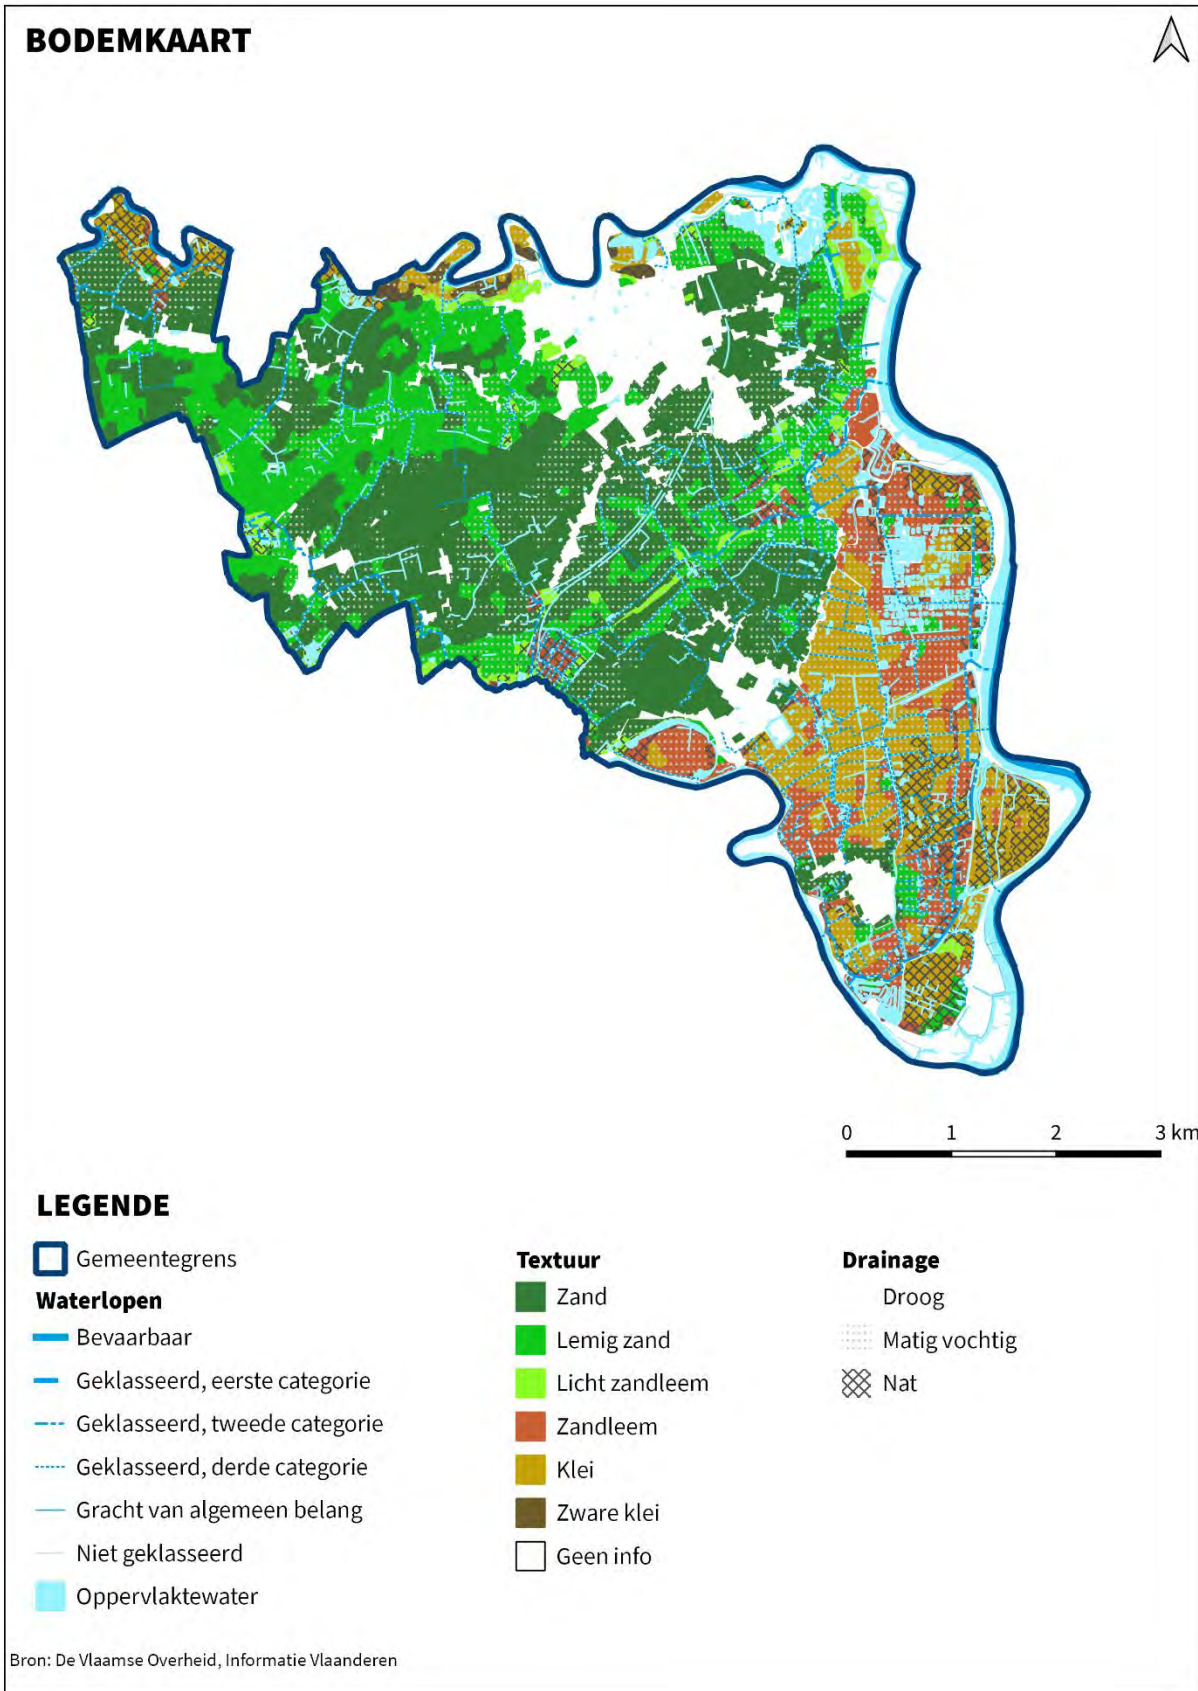 BODEMKAART
0 1 2 3 km
LEGENDE
Gemeentegrens
Waterlopen
Bevaarbaar
Geklasseerd, eerste categorie
Geklasseerd, tweede categorie
Geklasseerd, derde categorie
Gracht van algemeen belang
Niet geklasseerd
Oppervlaktewater
Textuur
Zand
Lemig zand
Licht zandleem
Zandleem
Klei
Zware klei
Geen info
Drainage
Droog
Matig vochtig
Nat
Bron: De Vlaamse Overheid, Informatie Vlaanderen